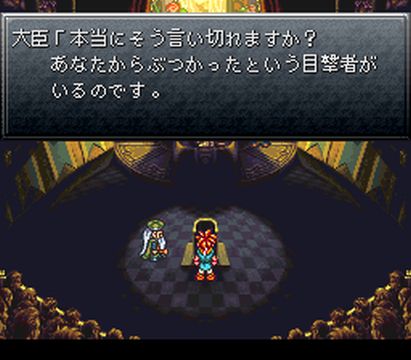 大臣「本当にそう言い切れますか？
あなたからぶつかったという目撃者が
いるのです。